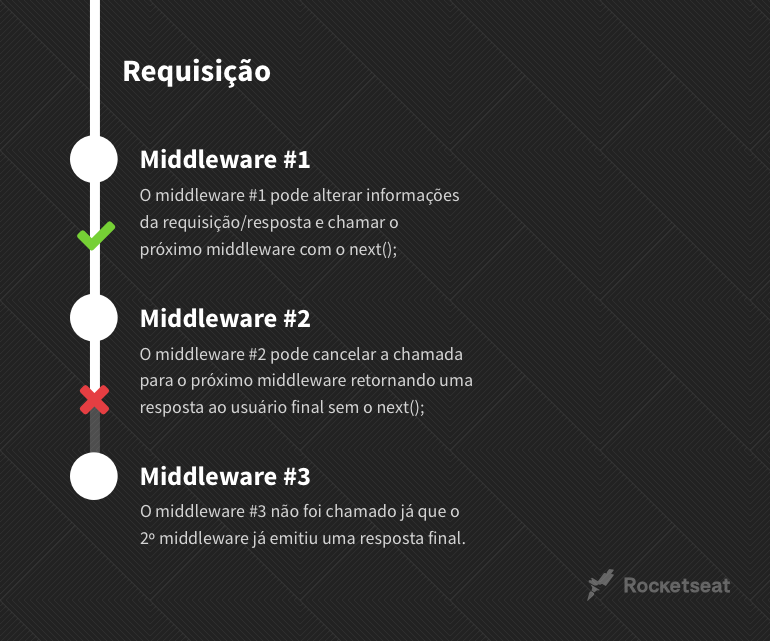 Requisição
Middleware #1
O middleware #1 pode alterar informações
da requisição/resposta e chamar o
próximo middleware com o next();
Middleware #2
O middleware #2 pode cancelar a chamada
para o próximo middleware retornando uma
resposta ao usuário final sem o next();
Middleware #3
O middleware #3 não foi chamado já que o
2º middleware já emitiu uma resposta final.
Rocketseat